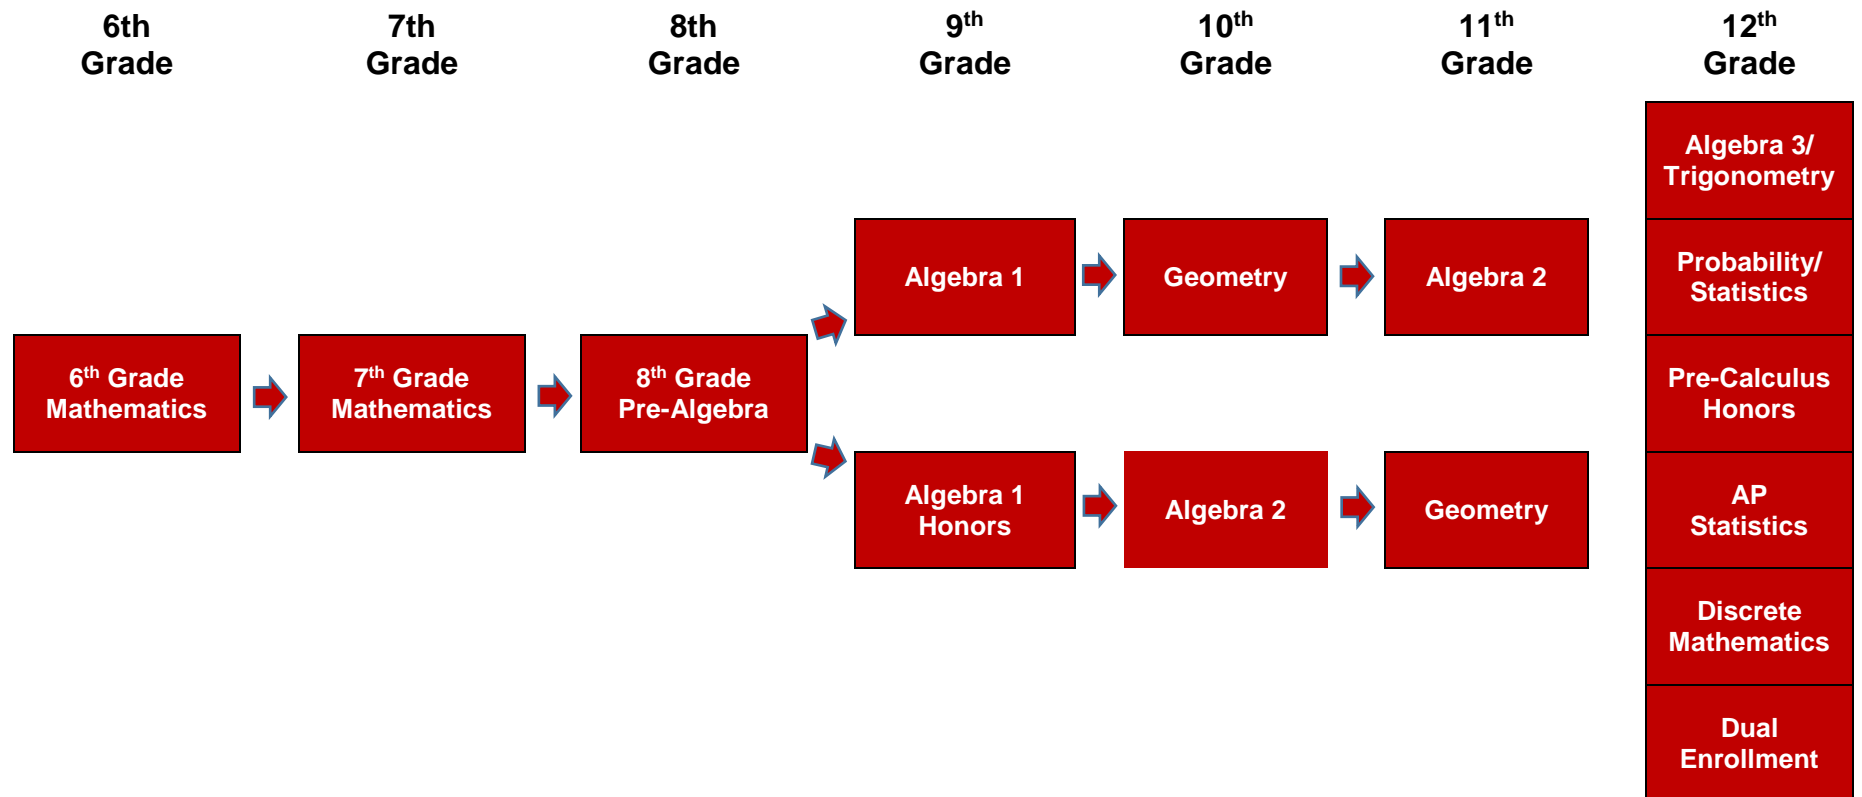 6th
Grade
7th
Grade
8th
Grade
9th
Grade
10th
Grade
11th
Grade
12th
Grade
6th Grade
Mathematics
7th Grade
Mathematics
8th Grade
Pre-Algebra
Algebra 1
Geometry
Algebra 2
Algebra 1
Honors
Algebra 2
Geometry
Algebra 3/
Trigonometry
Probability/
Statistics
Pre-Calculus
Honors
AP
Statistics
Discrete
Mathematics
Dual
Enrollment